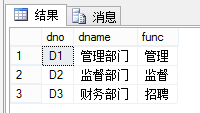 结果 消息
dno dname func
1 D1 管理部门 管理
2 D2 监督部门 监督
3 D3 财务部门 招聘